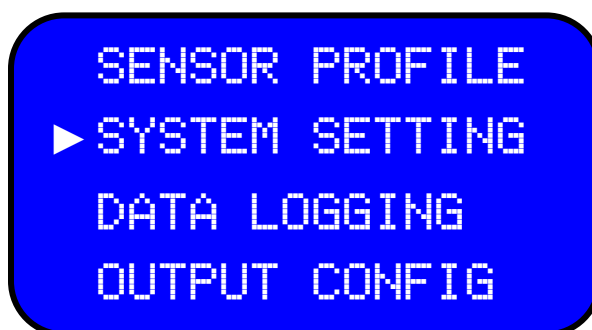 SENSOR PROFILE
►SYSTEM SETTING
DATA LOGGING
OUTPUT CONFIG